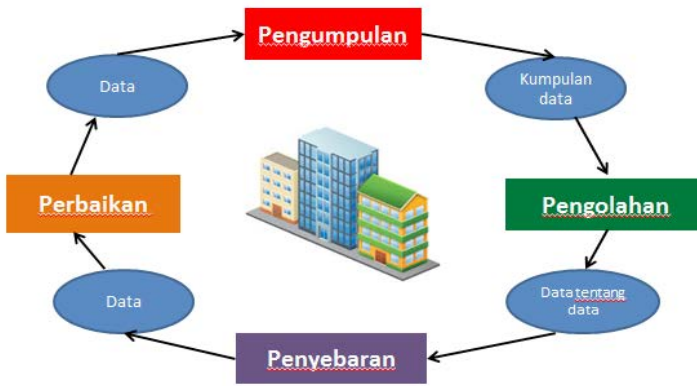 Pengumpulan
Data
Kumpulan
data
Perbaikan
Pengolahan
Data
Data tentang
data
Penyebaran